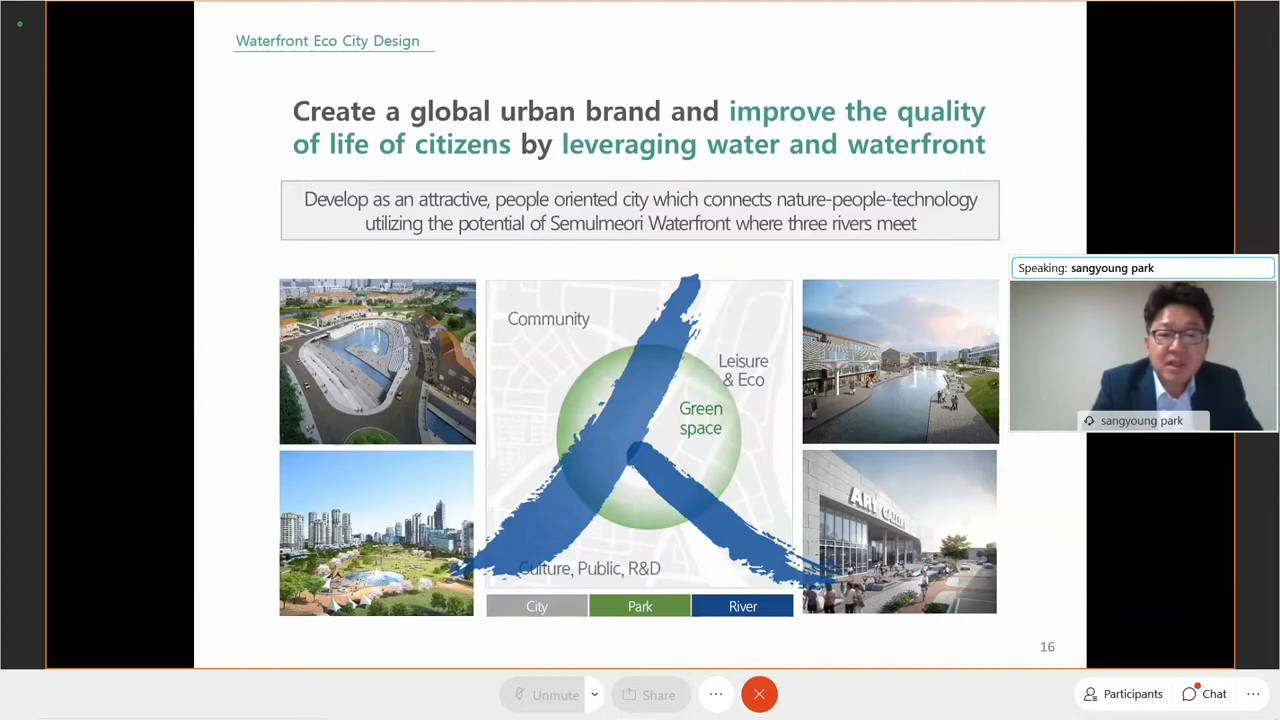 Waterfront Eco City Design
Create a global urban brand and improve the quality
of life of citizens by leveraging water and waterfront
Develop as an attractive, people oriented city which connects nature-people-technology
utilizing the potential of Semulmeori Waterfront where three rivers meet
Speaking: sangyoung park
sangyoung park
Community
Leisure
& Eco
Green
space
Culture, Public, R&D
City
Park
River
16
Unmute
Share
Participants
Chat